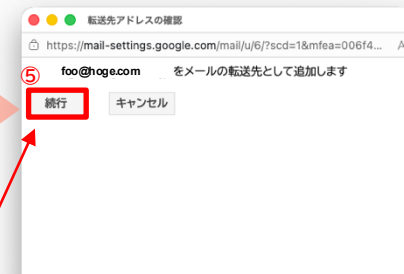 転送先アドレスの確認
https://mail-settings.google.com/mail/u/6/?scd=1&mfea=006f4...
⑤ foo@hoge.com をメールの転送先として追加します
続行 キャンセル